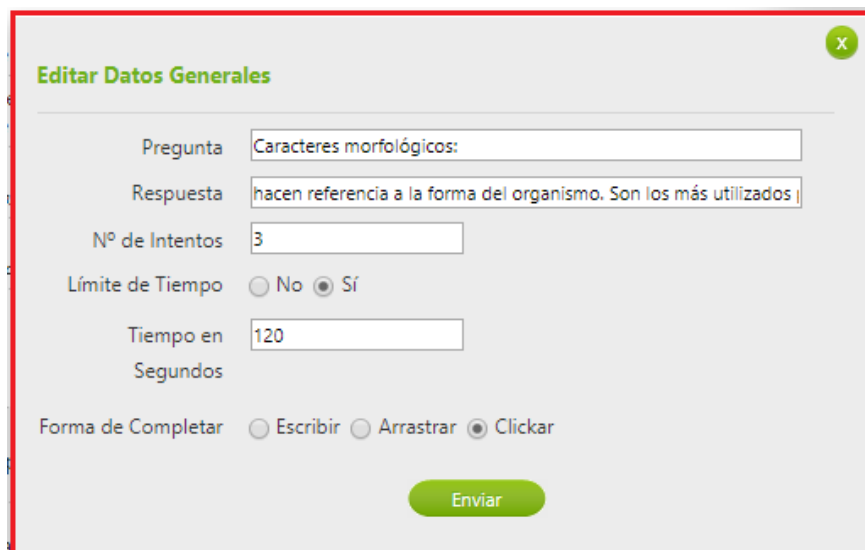 x
Editar Datos Generales
Pregunta Caracteres morfológicos:
Respuesta hacen referencia a la forma del organismo. Son los más utilizados
Nº de Intentos 3
Límite de Tiempo No Sí
Tiempo en 120
Segundos
Forma de Completar Escribir Arrastrar Clickar
Enviar